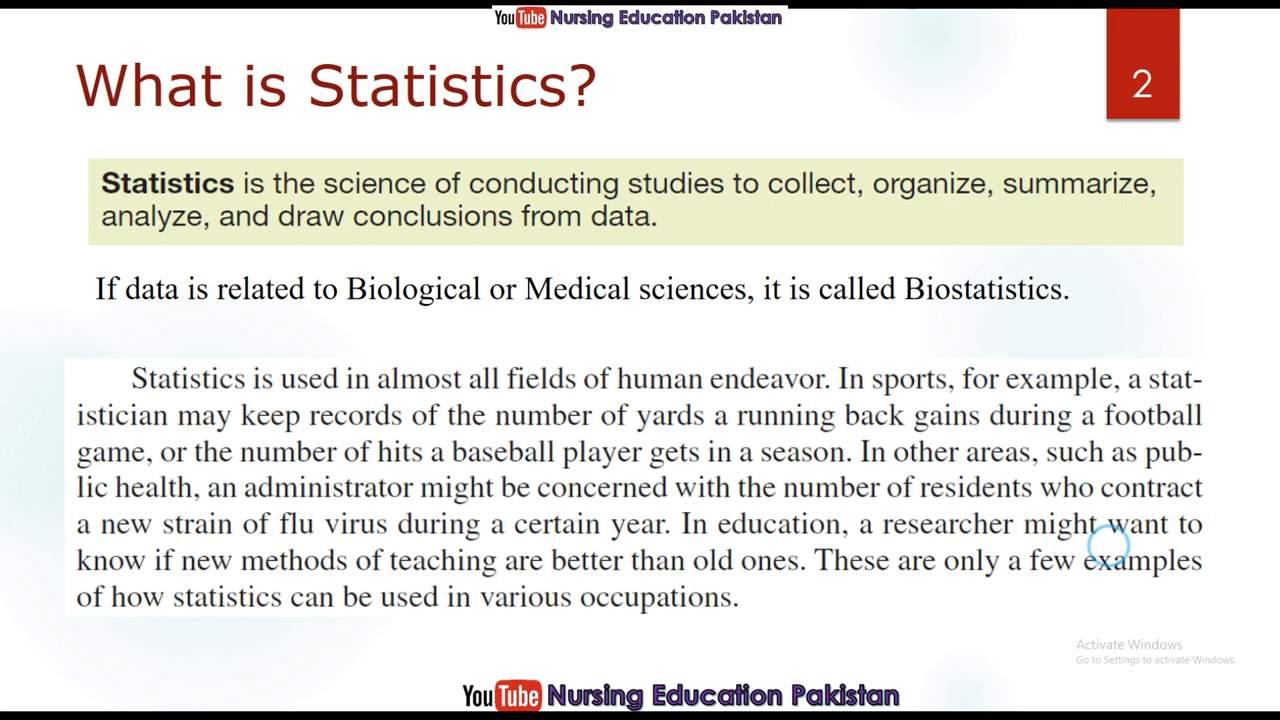 YouTube Nursing Education Pakistan
What is Statistics?
2
Statistics is the science of conducting studies to collect, organize, summarize,
analyze, and draw conclusions from data.
If data is related to Biological or Medical sciences, it is called Biostatistics.
Statistics is used in almost all fields of human endeavor. In sports, for example, a stat-
istician may keep records of the number of yards a running back gains during a football
game, or the number of hits a baseball player gets in a season. In other areas, such as pub-
lic health, an administrator might be concerned with the number of residents who contract
a new strain of flu virus during a certain year. In education, a researcher might want to
know if new methods of teaching are better than old ones. These are only a few examples
of how statistics can be used in various occupations.
Activate Windows
Go to Settings to activate Windows.
YouTube Nursing Education Pakistan